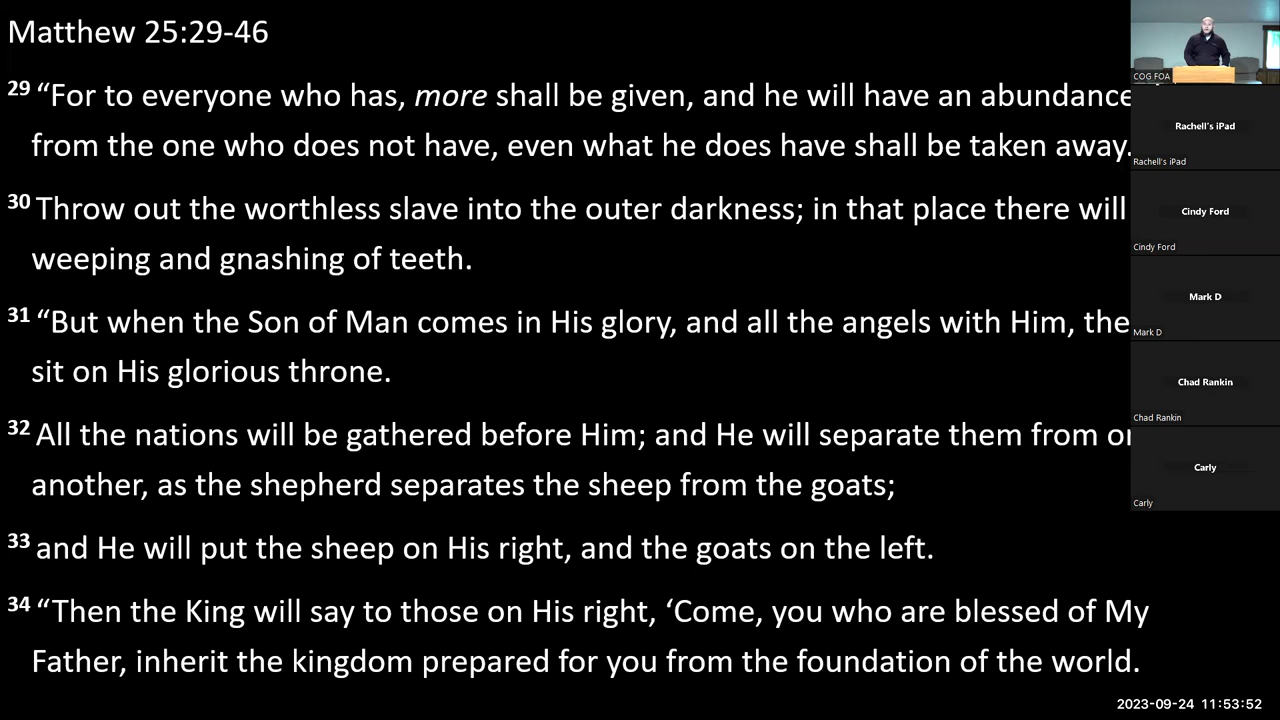 Matthew 25:29-46
29 “For to everyone who has, more shall be given, and he will have an abundance
from the one who does not have, even what he does have shall be taken away.
30 Throw out the worthless slave into the outer darkness; in that place there will
weeping and gnashing of teeth.
31 “But when the Son of Man comes in His glory, and all the angels with Him, the
sit on His glorious throne.
32 All the nations will be gathered before Him; and He will separate them from
another, as the shepherd separates the sheep from the goats;
33 and He will put the sheep on His right, and the goats on the left.
34 “Then the King will say to those on His right, ‘Come, you who are blessed of My
Father, inherit the kingdom prepared for you from the foundation of the world.
COG FOA
Rachell's iPad
Rachell's iPad
Cindy Ford
Cindy Ford
Mark D
Mark D
Chad Rankin
Chad Rankin
Carly
Carly
2023-09-24 11:53:52